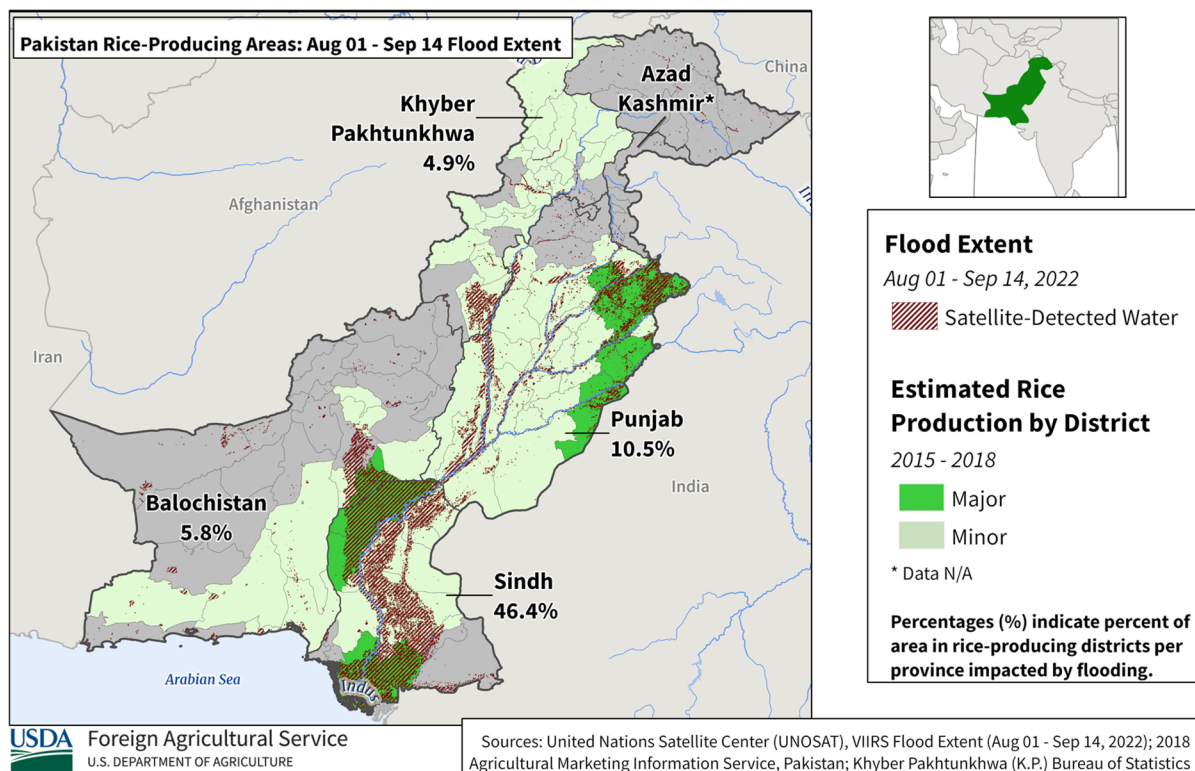 Pakistan Rice-Producing Areas: Aug 01 - Sep 14 Flood Extent
Azad
Kashmir*
China
Khyber
Pakhtunkhwa
4.9%
Afghanistan
Iran
Punjab
10.5%
India
Balochistan
5.8%
Sindh
46.4%
Arabian Sea
Indus
Flood Extent
Aug 01 - Sep 14, 2022
Satellite-Detected Water
Estimated Rice
Production by District
2015 - 2018
Major
Minor
* Data N/A
Percentages (%) indicate percent of
area in rice-producing districts per
province impacted by flooding.
USDA
Foreign Agricultural Service
U.S. DEPARTMENT OF AGRICULTURE
Sources: United Nations Satellite Center (UNOSAT), VIIRS Flood Extent (Aug 01 - Sep 14, 2022); 2018
Agricultural Marketing Information Service, Pakistan; Khyber Pakhtunkhwa (K.P.) Bureau of Statistics